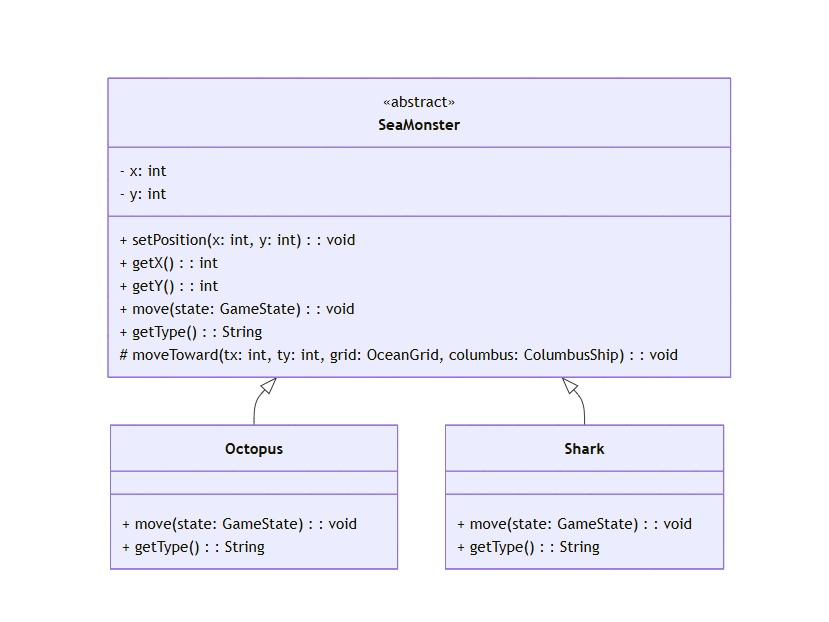 «abstract»
SeaMonster
- x: int
- y: int
+ setPosition(x: int, y: int) : : void
+ getX() : : int
+ getY() : : int
+ move(state: GameState) : : void
+ getType() : : String
# moveToward(tx: int, ty: int, grid: OceanGrid, columbus: ColumbusShip) : : void
Octopus
+ move(state: GameState) : : void
+ getType() : : String
Shark
+ move(state: GameState) : : void
+ getType() : : String